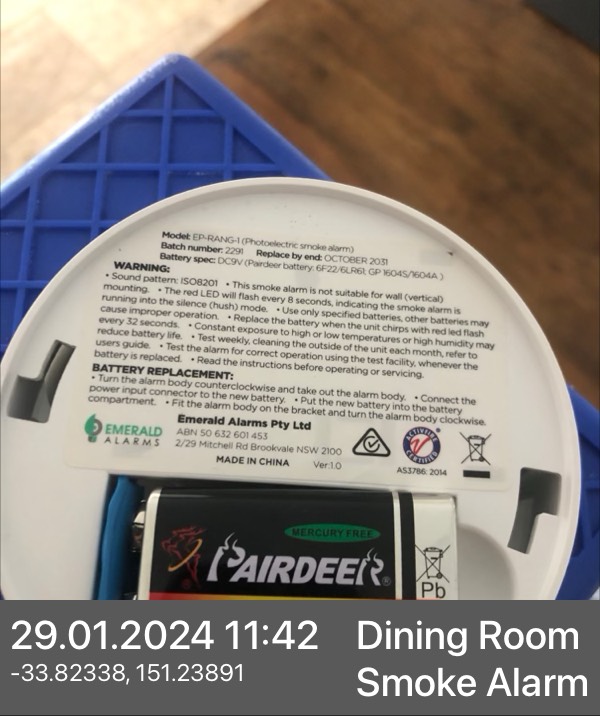 Model: EP-RANG-1 (Photoelectric smoke alarm)
Batch number: 2291 Replace by end: OCTOBER 2031
Battery spec: DC9V (Pairdeer battery: 6F22/6LR61, GP 1604S/1604A )
WARNING:
• Sound pattern: ISO8201 • This smoke alarm is not suitable for wall (vertical)
mounting. • The red LED will flash every 8 seconds, indicating the smoke alarm is
running into the silence (hush) mode. • Use only specified batteries, other batteries may
cause improper operation. • Replace the battery when the unit chirps with red led flash
every 32 seconds. • Constant exposure to high or low temperatures or high humidity may
reduce battery life. • Test weekly, cleaning the outside of the unit each month, refer to
users guide. • Test the alarm for correct operation using the test facility, whenever the
battery is replaced. • Read the instructions before operating or servicing.
BATTERY REPLACEMENT:
• Turn the alarm body counterclockwise and take out the alarm body. • Connect the
power input connector to the new battery. • Put the new battery into the battery
compartment. • Fit the alarm body on the bracket and turn the alarm body clockwise.
EMERALD
ALARMS
Emerald Alarms Pty Ltd
ABN 50 632 601 453
2/29 Mitchell Rd Brookvale NSW 2100
MADE IN CHINA Ver:1.0
ACTIVFIRE
CERTIFIED
AS3786: 2014
MERCURY FREE
PAIRDEER®
Pb
29.01.2024 11:42
-33.82338, 151.23891
Dining Room
Smoke Alarm